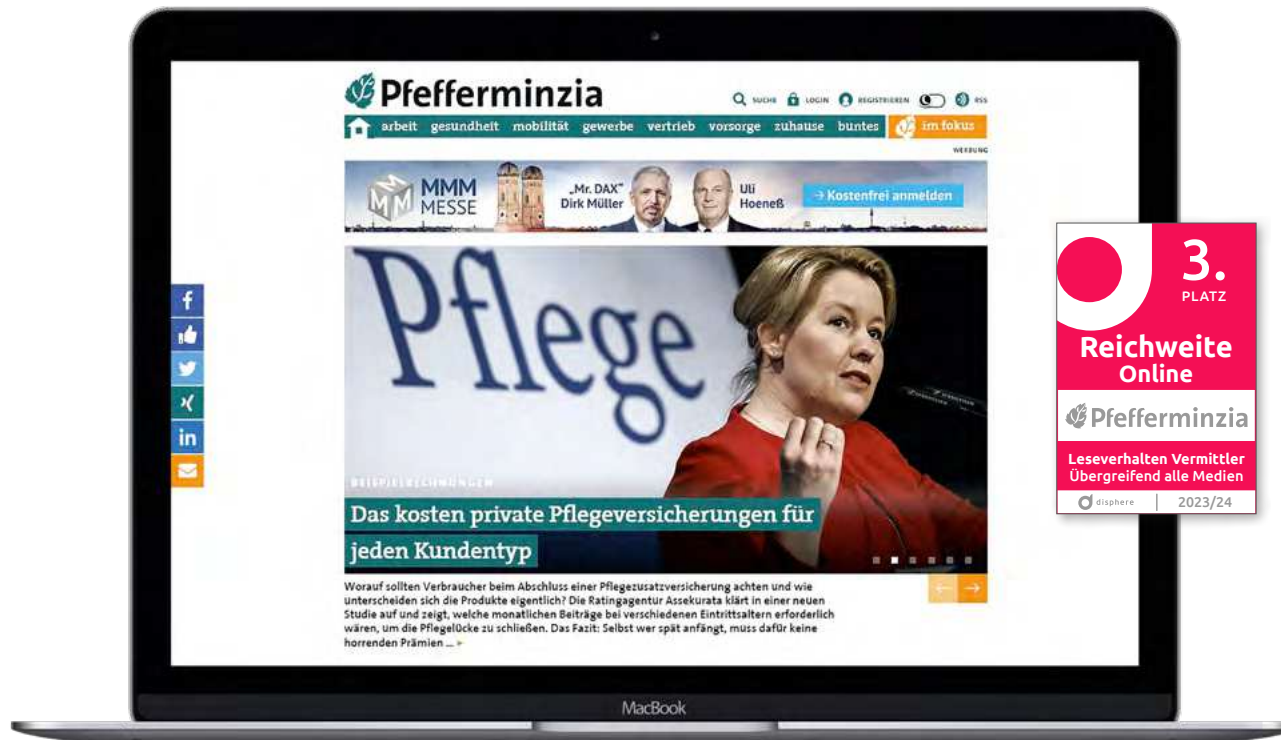 Pfefferminzia
SUCHE LOGIN REGISTRIEREN RSS
arbeit gesundheit mobilität gewerbe vertrieb vorsorge zuhause buntes im fokus
WERBUNG
MMM
MESSE
„Mr. DAX“
Dirk Müller
Uli
Hoeneß
→ Kostenfrei anmelden
Pflege
BEISPIELRECHNUNGEN
Das kosten private Pflegeversicherungen für
jeden Kundentyp
Worauf sollten Verbraucher beim Abschluss einer Pflegezusatzversicherung achten und wie
unterscheiden sich die Produkte eigentlich? Die Ratingagentur Assekurata klärt in einer neuen
Studie auf und zeigt, welche monatlichen Beiträge bei verschiedenen Eintrittsaltern erforderlich
wären, um die Pflegelücke zu schließen. Das Fazit: Selbst wer spät anfängt, muss dafür keine
horrenden Prämien ...
MacBook
3.
PLATZ
Reichweite
Online
Pfefferminzia
Leseverhalten Vermittler
Übergreifend alle Medien
disphere | 2023/24